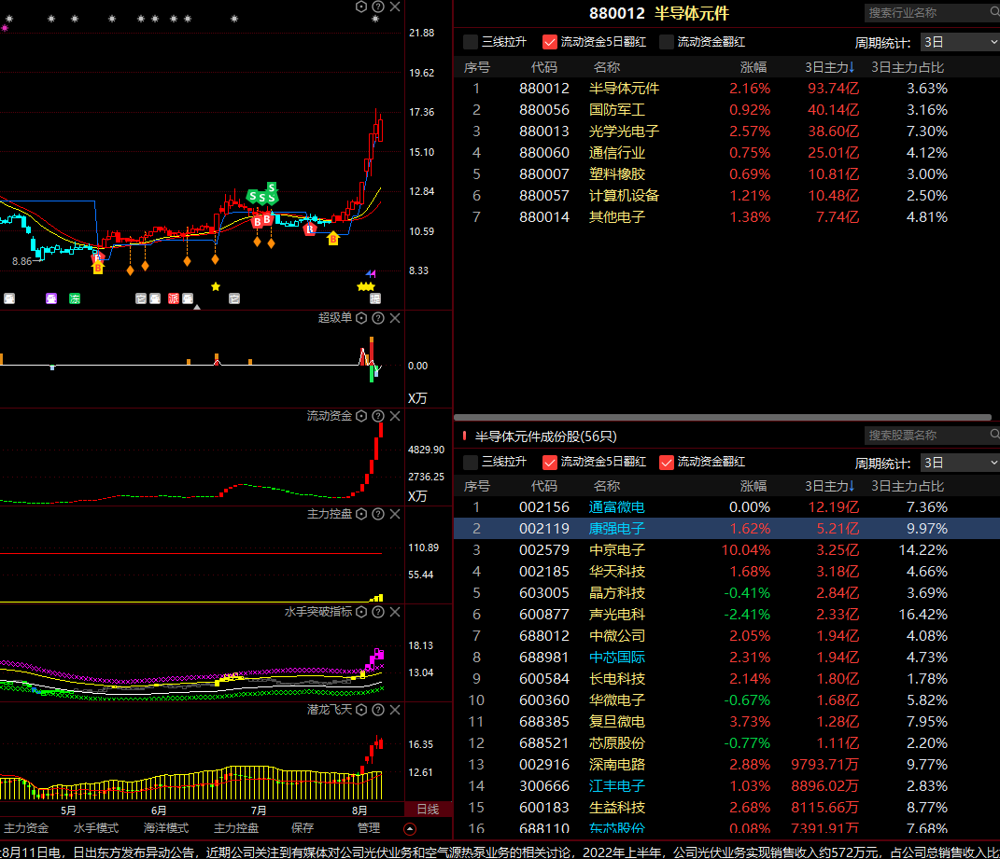 21.88
19.62
17.36
15.10
12.84
10.59
8.33
8.86
S S S S
B B B B B
冻 派
超级单
0.00
X万
流动资金
4829.90
2736.25
X万
主力控盘
110.89
55.44
水手突破指标
18.13
13.04
潜龙飞天
16.35
12.61
5月 6月 7月 8月 日线
主力资金 水手模式 海洋模式 主力控盘 保存 管理
880012 半导体元件 搜索行业名称
三线拉升 流动资金5日翻红 流动资金翻红 周期统计: 3日
序号 代码 名称 涨幅 3日主力↓ 3日主力占比
1 880012 半导体元件 2.16% 93.74亿 3.63%
2 880056 国防军工 0.92% 40.14亿 3.16%
3 880013 光学光电子 2.57% 38.60亿 7.30%
4 880060 通信行业 0.75% 25.01亿 4.12%
5 880007 塑料橡胶 0.69% 10.81亿 3.00%
6 880057 计算机设备 1.21% 10.48亿 2.50%
7 880014 其他电子 1.38% 7.74亿 4.81%
半导体元件成份股(56只) 搜索股票名称
三线拉升 流动资金5日翻红 流动资金翻红 周期统计: 3日
序号 代码 名称 涨幅 3日主力↓ 3日主力占比
1 002156 通富微电 0.00% 12.19亿 7.36%
2 002119 康强电子 1.62% 5.21亿 9.97%
3 002579 中京电子 10.04% 3.25亿 14.22%
4 002185 华天科技 1.68% 3.18亿 4.66%
5 603005 晶方科技 -0.41% 2.84亿 3.69%
6 600877 声光电科 -2.41% 2.33亿 16.42%
7 688012 中微公司 2.05% 1.94亿 4.08%
8 688981 中芯国际 2.31% 1.94亿 4.73%
9 600584 长电科技 2.14% 1.80亿 1.78%
10 600360 华微电子 -0.67% 1.68亿 5.82%
11 688385 复旦微电 3.73% 1.28亿 7.95%
12 688521 芯原股份 -0.77% 1.11亿 2.20%
13 002916 深南电路 2.88% 9793.71万 9.77%
14 300666 江丰电子 1.03% 8896.02万 2.83%
15 600183 生益科技 2.68% 8115.66万 8.77%
16 688110 东芯股份 0.08% 7391.91万 7.68%
8月11日电，日出东方发布异动公告，近期公司关注到有媒体对公司光伏业务和空气源热泵业务的相关讨论，2022年上半年，公司光伏业务实现销售收入约572万元，占公司总销售收入比